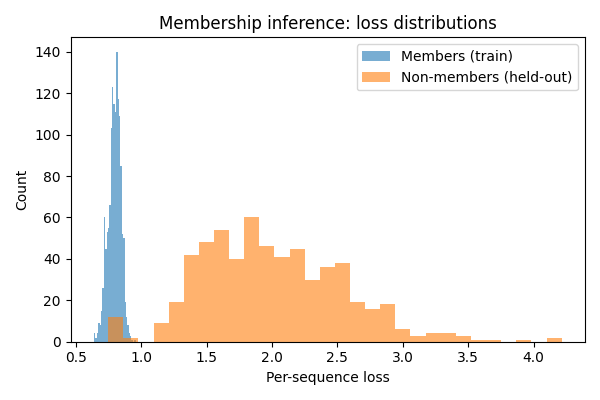 Membership inference: loss distributions
Members (train)
Non-members (held-out)
Count
140
120
100
80
60
40
20
0
0.5 1.0 1.5 2.0 2.5 3.0 3.5 4.0
Per-sequence loss